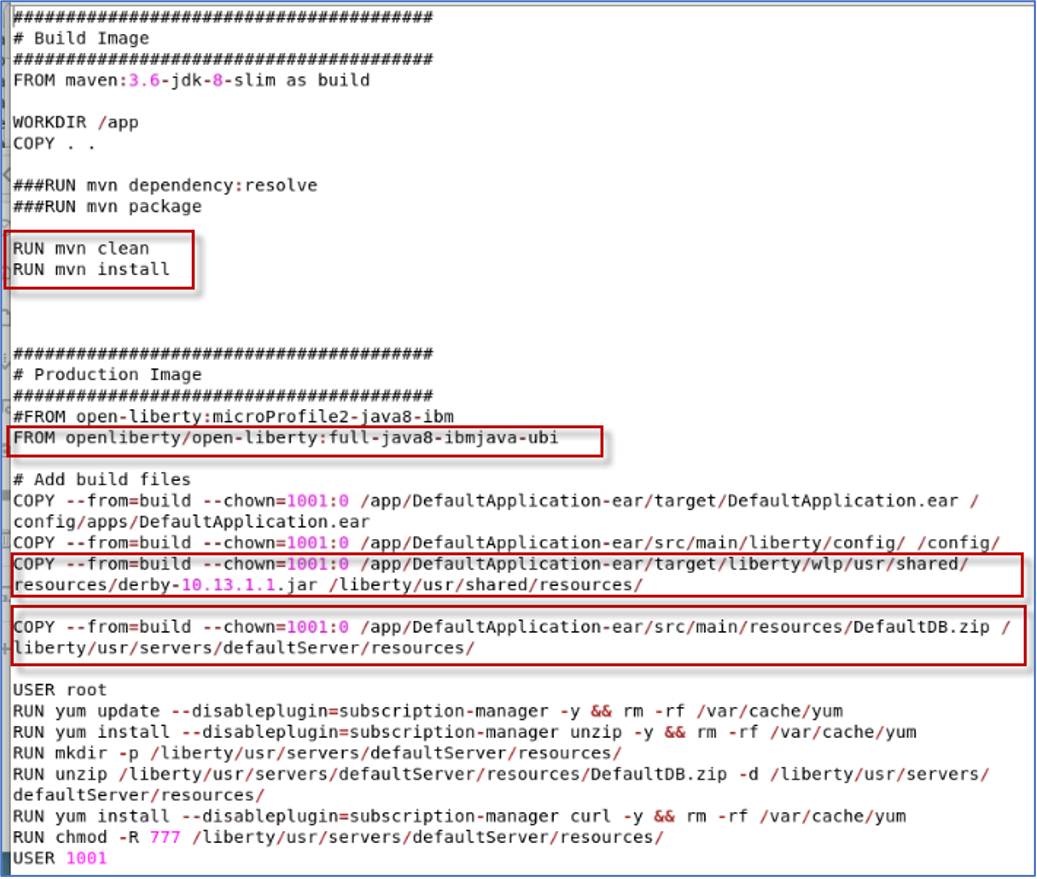 ########################################
# Build Image
########################################
FROM maven:3.6-jdk-8-slim as build
WORKDIR /app
COPY . .
###RUN mvn dependency:resolve
###RUN mvn package
RUN mvn clean
RUN mvn install
########################################
# Production Image
########################################
#FROM open-liberty:microProfile2-java8-ibm
FROM openliberty/open-liberty:full-java8-ibmjava-ubi
# Add build files
COPY --from=build --chown=1001:0 /app/DefaultApplication-ear/target/DefaultApplication.ear /
config/apps/DefaultApplication.ear
COPY --from=build --chown=1001:0 /app/DefaultApplication-ear/src/main/liberty/config/ /config/
COPY --from=build --chown=1001:0 /app/DefaultApplication-ear/target/liberty/wlp/usr/shared/
resources/derby-10.13.1.1.jar /liberty/usr/shared/resources/
COPY --from=build --chown=1001:0 /app/DefaultApplication-ear/src/main/resources/DefaultDB.zip /
liberty/usr/servers/defaultServer/resources/
USER root
RUN yum update --disableplugin=subscription-manager -y && rm -rf /var/cache/yum
RUN yum install --disableplugin=subscription-manager unzip -y && rm -rf /var/cache/yum
RUN mkdir -p /liberty/usr/servers/defaultServer/resources/
RUN unzip /liberty/usr/servers/defaultServer/resources/DefaultDB.zip -d /liberty/usr/servers/
defaultServer/resources/
RUN yum install --disableplugin=subscription-manager curl -y && rm -rf /var/cache/yum
RUN chmod -R 777 /liberty/usr/servers/defaultServer/resources/
USER 1001